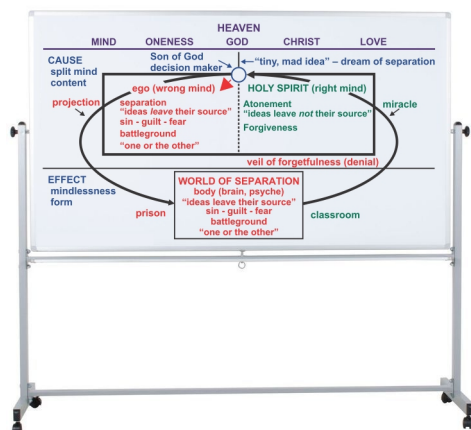 HEAVEN
MIND ONENESS GOD CHRIST LOVE
CAUSE
split mind
content
Son of God
decision maker
“tiny, mad idea” – dream of separation
projection
ego (wrong mind)
separation
“ideas leave their source”
sin - guilt - fear
battleground
“one or the other”
HOLY SPIRIT (right mind)
Atonement
“ideas leave not their source”
Forgiveness
miracle
veil of forgetfulness (denial)
EFFECT
mindlessness
form
prison
WORLD OF SEPARATION
body (brain, psyche)
“ideas leave their source”
sin - guilt - fear
battleground
“one or the other”
classroom